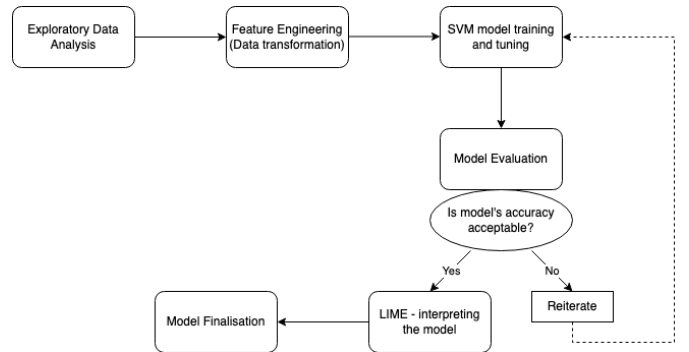 Exploratory Data
Analysis
Feature Engineering
(Data transformation)
SVM model training
and tuning
Model Evaluation
Is model's accuracy
acceptable?
Yes
No
Reiterate
LIME - interpreting
the model
Model Finalisation